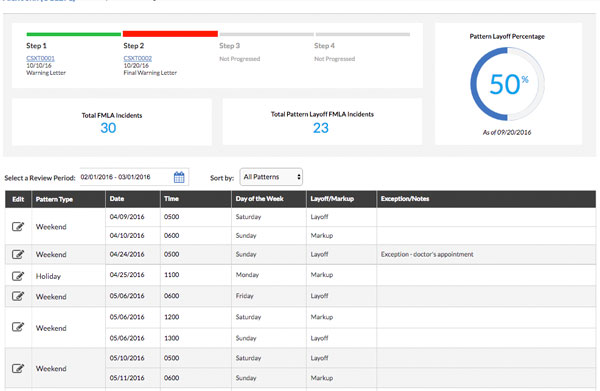 Step 1 Step 2 Step 3 Step 4
CSXT0001 CSXT0002 Not Progressed Not Progressed
10/10/16 10/20/16
Warning Letter Final Warning Letter
Pattern Layoff Percentage
50%
As of 09/20/2016
Total FMLA Incidents
30
Total Pattern Layoff FMLA Incidents
23
Select a Review Period: 02/01/2016 - 03/01/2016 Sort by: All Patterns
Edit Pattern Type Date Time Day of the Week Layoff/Markup Exception/Notes
Weekend 04/09/2016 0500 Saturday Layoff
04/10/2016 0600 Sunday Markup
Weekend 04/24/2016 0500 Sunday Layoff Exception - doctor's appointment
Holiday 04/25/2016 1100 Monday Markup
Weekend 05/06/2016 0600 Friday Layoff
Weekend 05/06/2016 1200 Saturday Markup
05/06/2016 1300 Sunday Layoff
Weekend 05/10/2016 0500 Saturday Layoff
05/11/2016 0600 Sunday Markup